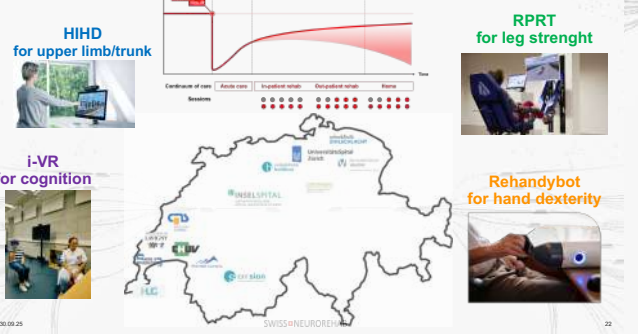 HIHD
for upper limb/trunk
RPRT
for leg strenght
Time
Continuum of care
Acute care
In-patient rehab
Out-patient rehab
Home
Sessions
i-VR
or cognition
Rehandybot
for hand dexterity
Universitätsspital
Zürich
INSELSPITAL
HUG
30.09.25
SWISS NEUROREHAB
22